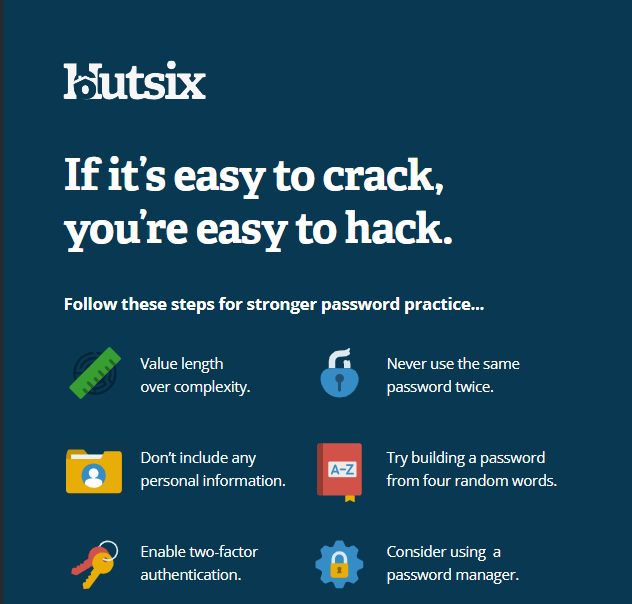 hutsix
If it's easy to crack,
you're easy to hack.
Follow these steps for stronger password practice...
Value length
over complexity.
Never use the same
password twice.
Don't include any
personal information.
A-Z
Try building a password
from four random words.
Enable two-factor
authentication.
Consider using a
password manager.